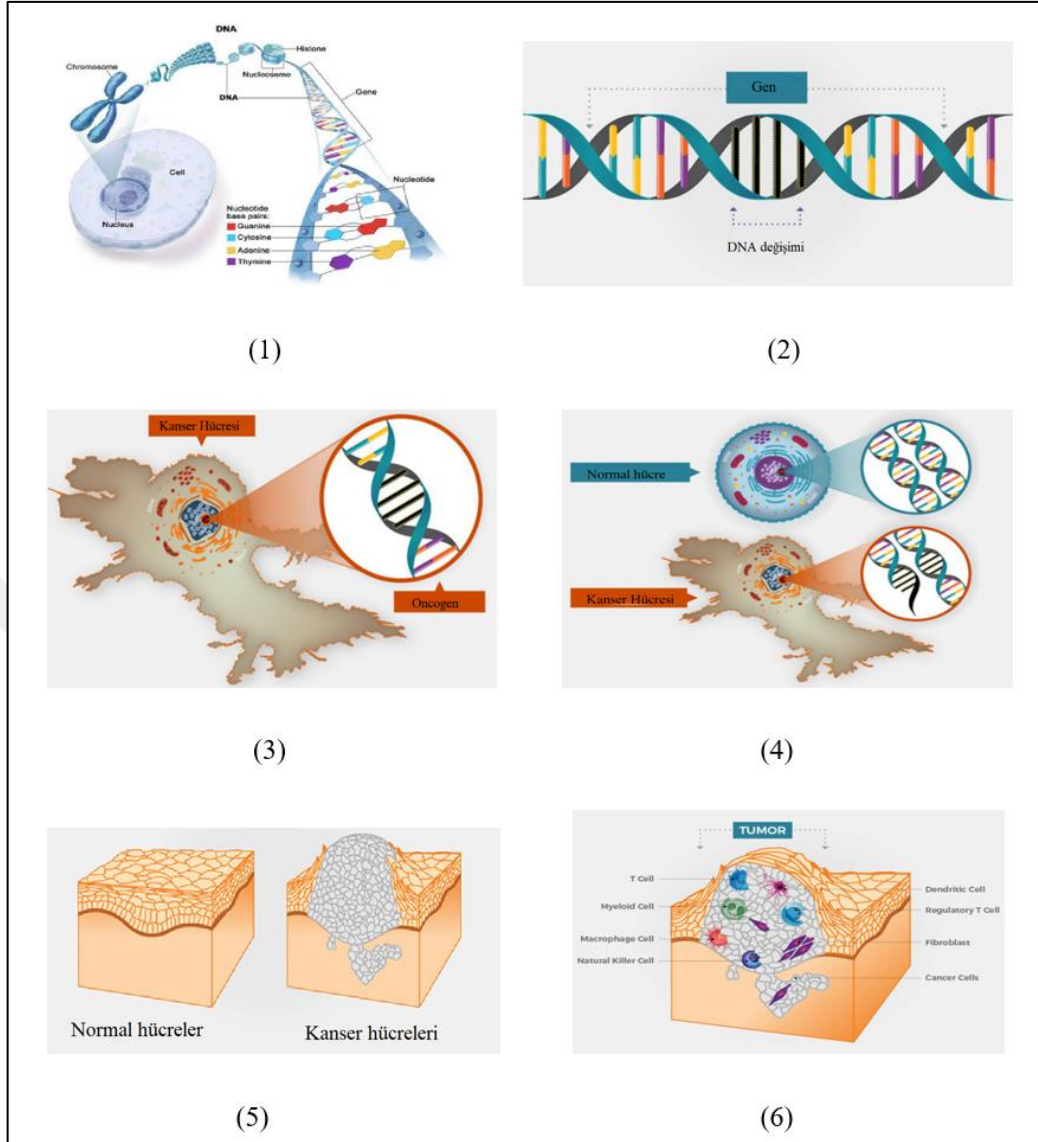 DNA
Histone
Chromosome
Nucleosome
DNA
Gene
Cell
Nucleotide
Nucleus
Nucleotide
base pairs:
Guanine
Cytosine
Adenine
Thymine
(1)
Gen
DNA değişimi
(2)
Kanser Hücresi
Oncogen
(3)
Normal hücre
Kanser Hücresi
(4)
Normal hücreler
Kanser hücreleri
(5)
TUMOR
T Cell
Myeloid Cell
Macrophage Cell
Natural Killer Cell
Dendritic Cell
Regulatory T Cell
Fibroblast
Cancer Cells
(6)